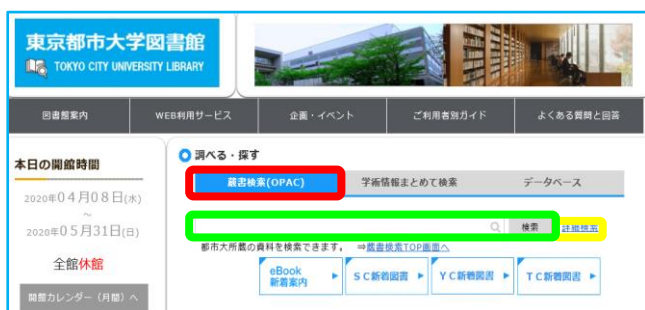 東京都市大学図書館
TOKYO CITY UNIVERSITY LIBRARY
図書館案内
WEB利用サービス
企画・イベント
ご利用者別ガイド
よくある質問と回答
本日の開館時間
2020年04月08日(水)
~
2020年05月31日(日)
全館休館
開館カレンダー（月間）へ
調べる・探す
蔵書検索(OPAC)
学術情報まとめて検索
データベース
検索
詳細検索
都市大所蔵の資料を検索できます。 ⇒蔵書検索TOP画面へ
eBook
新着案内
SC新着図書
YC新着図書
TC新着図書